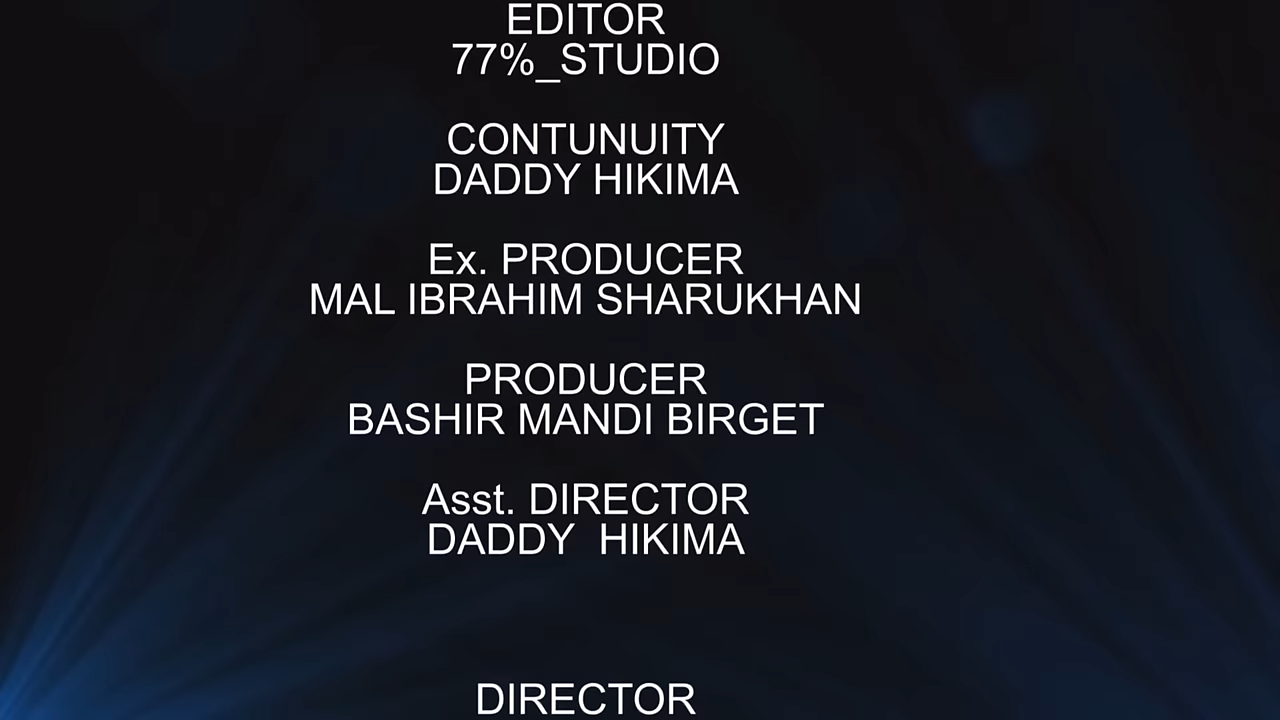 EDITOR
77%_STUDIO
CONTUNUITY
DADDY HIKIMA
Ex. PRODUCER
MAL IBRAHIM SHARUKHAN
PRODUCER
BASHIR MANDI BIRGET
Asst. DIRECTOR
DADDY  HIKIMA
DIRECTOR